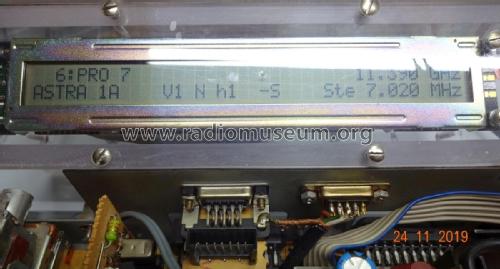 6:PRO 7 11.390 GHz
ASTRA 1A V1 N h1 -S Ste 7.020 MHz
www.radiomuseum.org
24 11 2019